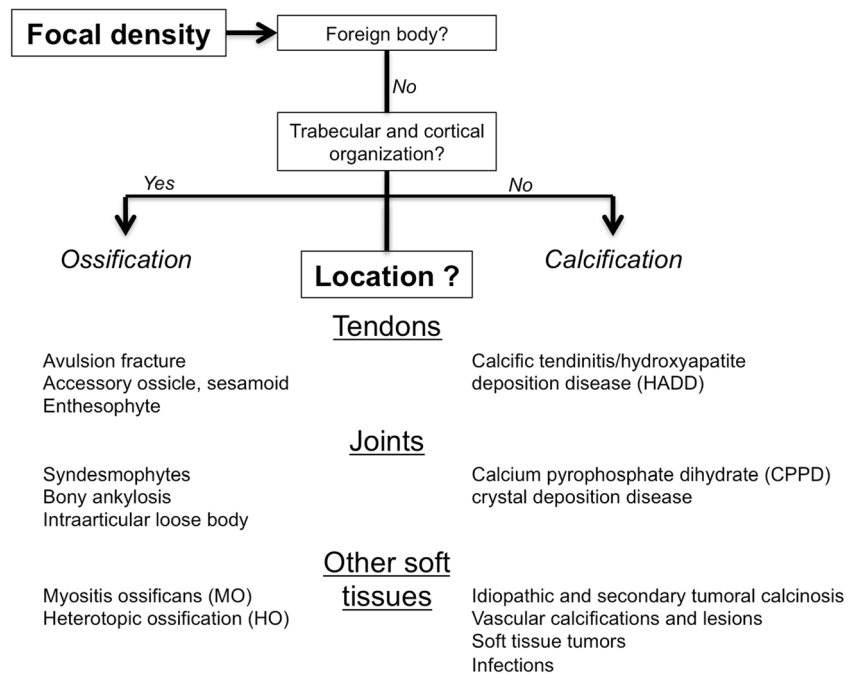 Focal density
Foreign body?
No
Trabecular and cortical
organization?
Yes
No
Ossification
Location ?
Calcification
Tendons
Avulsion fracture
Accessory ossicle, sesamoid
Enthesophyte
Calcific tendinitis/hydroxyapatite
deposition disease (HADD)
Joints
Syndesmophytes
Bony ankylosis
Intraarticular loose body
Calcium pyrophosphate dihydrate (CPPD)
crystal deposition disease
Other soft
tissues
Myositis ossificans (MO)
Heterotopic ossification (HO)
Idiopathic and secondary tumoral calcinosis
Vascular calcifications and lesions
Soft tissue tumors
Infections